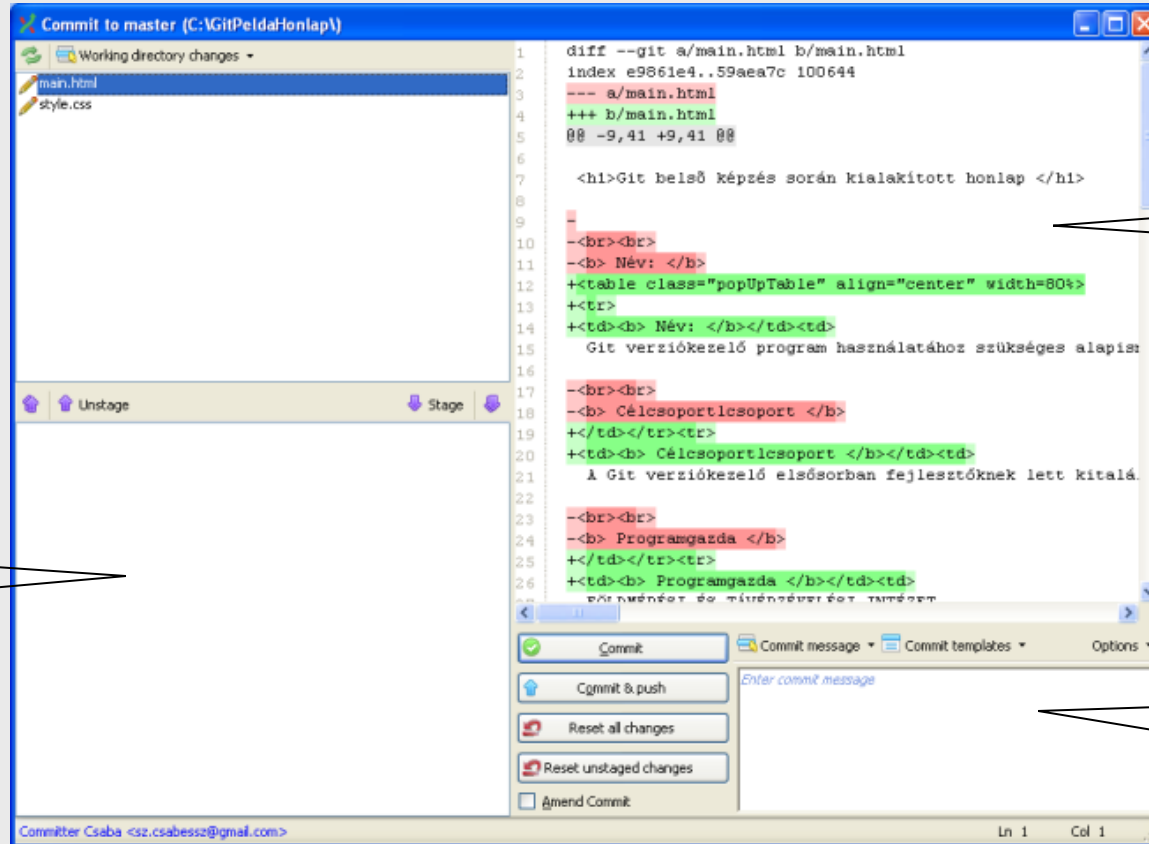 Commit to master (C:\GitPeldaHonlap\)
Working directory changes
main.html
style.css
Unstage
Stage
1 diff --git a/main.html b/main.html
2 index e9861e4..59aea7c 100644
3 --- a/main.html
4 +++ b/main.html
5 @@ -9,41 +9,41 @@
6
7 <h1>Git belsõ képzés során kialakított honlap </h1>
8
9 -
10 -<br><br>
11 -<b> Név: </b>
12 +<table class="popUpTable" align="center" width=80%>
13 +<tr>
14 +<td><b> Név: </b></td><td>
15 Git verziókezelő program használatához szükséges
16
17 -<br><br>
18 -<b> Célcsoportlcsoport </b>
19 +</td></tr><tr>
20 +<td><b> Célcsoportlcsoport </b></td><td>
21 A Git verziókezelő elsősorban fejlesztőknek lett kitalá
22
23 -<br><br>
24 -<b> Programgazda </b>
25 +</td></tr><tr>
26 +<td><b> Programgazda </b></td><td>
FÖLDMÉRÉSI ÉS TÁVÉRZÉKELÉSI INTÉZET
Commit
Commit & push
Reset all changes
Reset unstaged changes
Amend Commit
Commit message
Commit templates
Options
Enter commit message
Committer Csaba <sz.csabessz@gmail.com>
Ln 1 Col 1